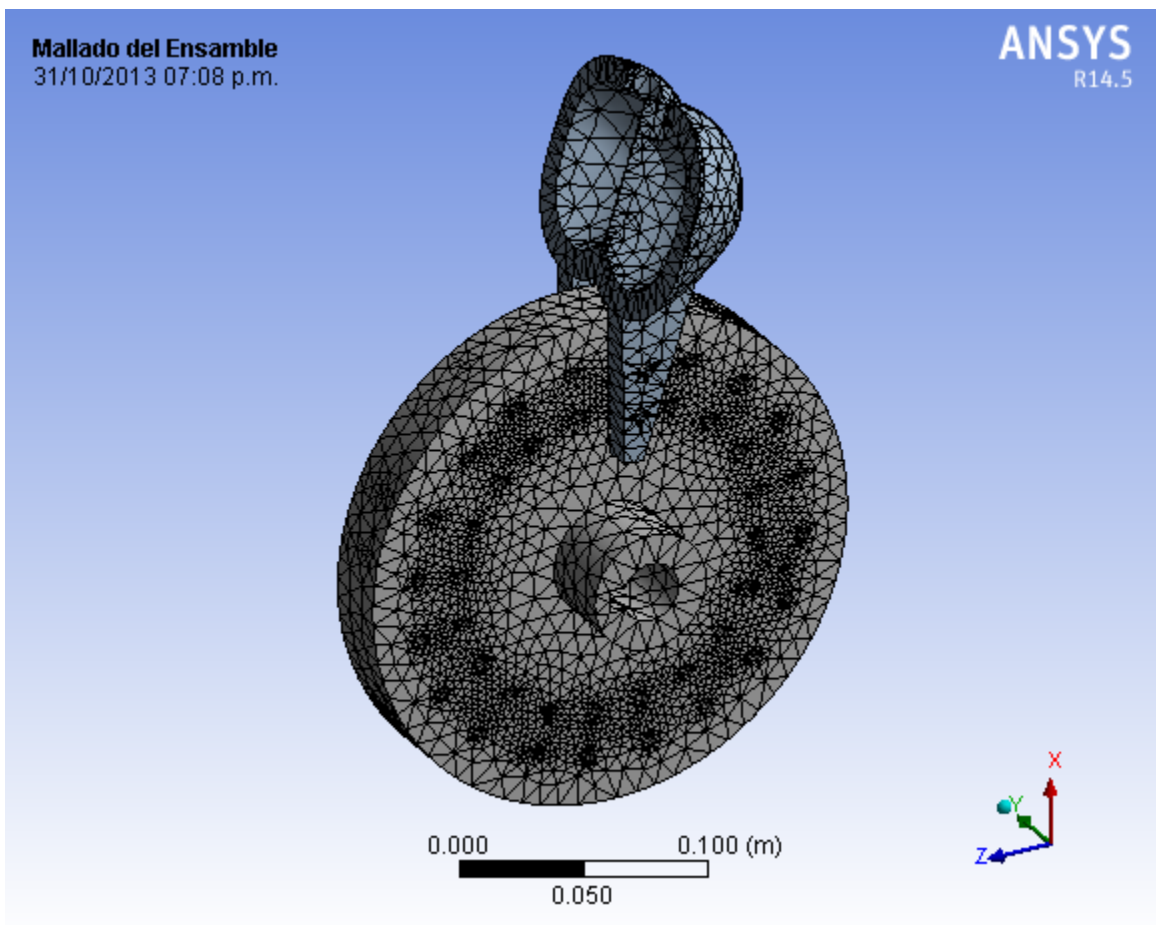 Mallado del Ensamble
31/10/2013 07:08 p.m.
ANSYS
R14.5
0.000
0.100 (m)
0.050
X
Y
Z